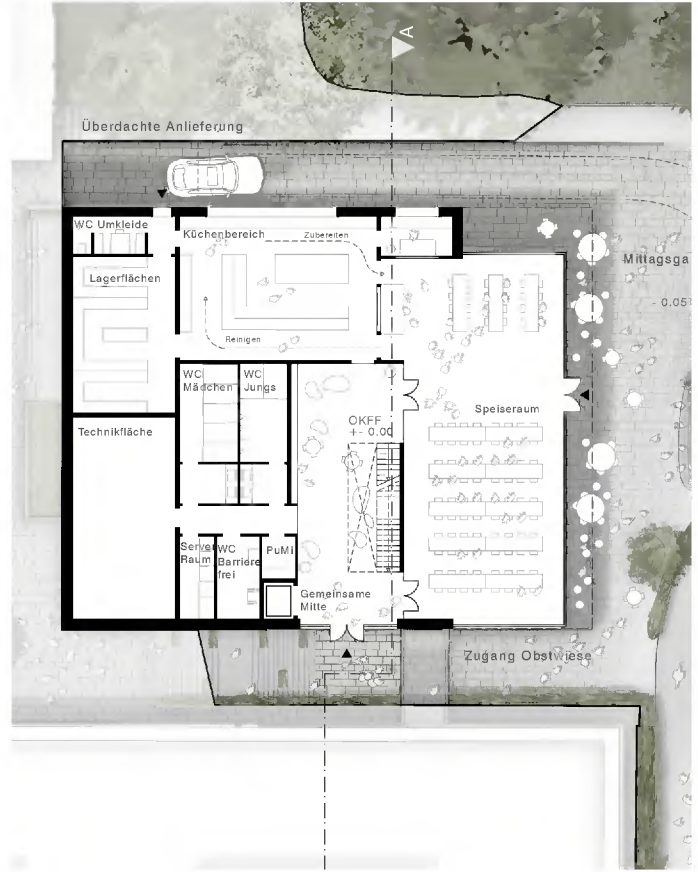 A
Überdachte Anlieferung
WC Umkleide
Küchenbereich
Zubereiten
Mittagsga
Lagerflächen
- 0.05
Reinigen
WC
Mädchen
WC
Jungs
Speiseraum
OKFF
+- 0.00
Technikfläche
Server
Raum
WC
Barriere
frei
PuMi
Gemeinsame
Mitte
Zugang Obstwiese